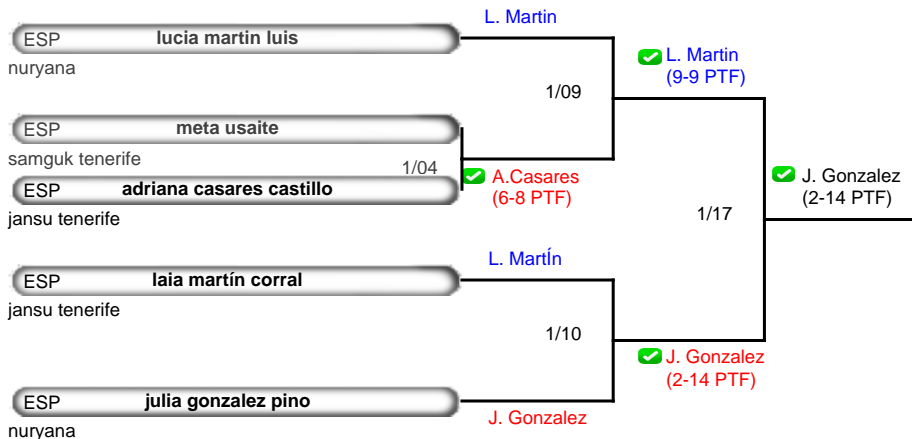 L. Martin
ESP lucia martin luis
nuryana
L. Martin
(9-9 PTF)
1/09
ESP meta usaite
samguk tenerife
1/04
A.Casares
(6-8 PTF)
ESP adriana casares castillo
jansu tenerife
J. Gonzalez
(2-14 PTF)
1/17
L. MartÍn
ESP laia martín corral
jansu tenerife
1/10
J. Gonzalez
(2-14 PTF)
ESP julia gonzalez pino
nuryana
J. Gonzalez